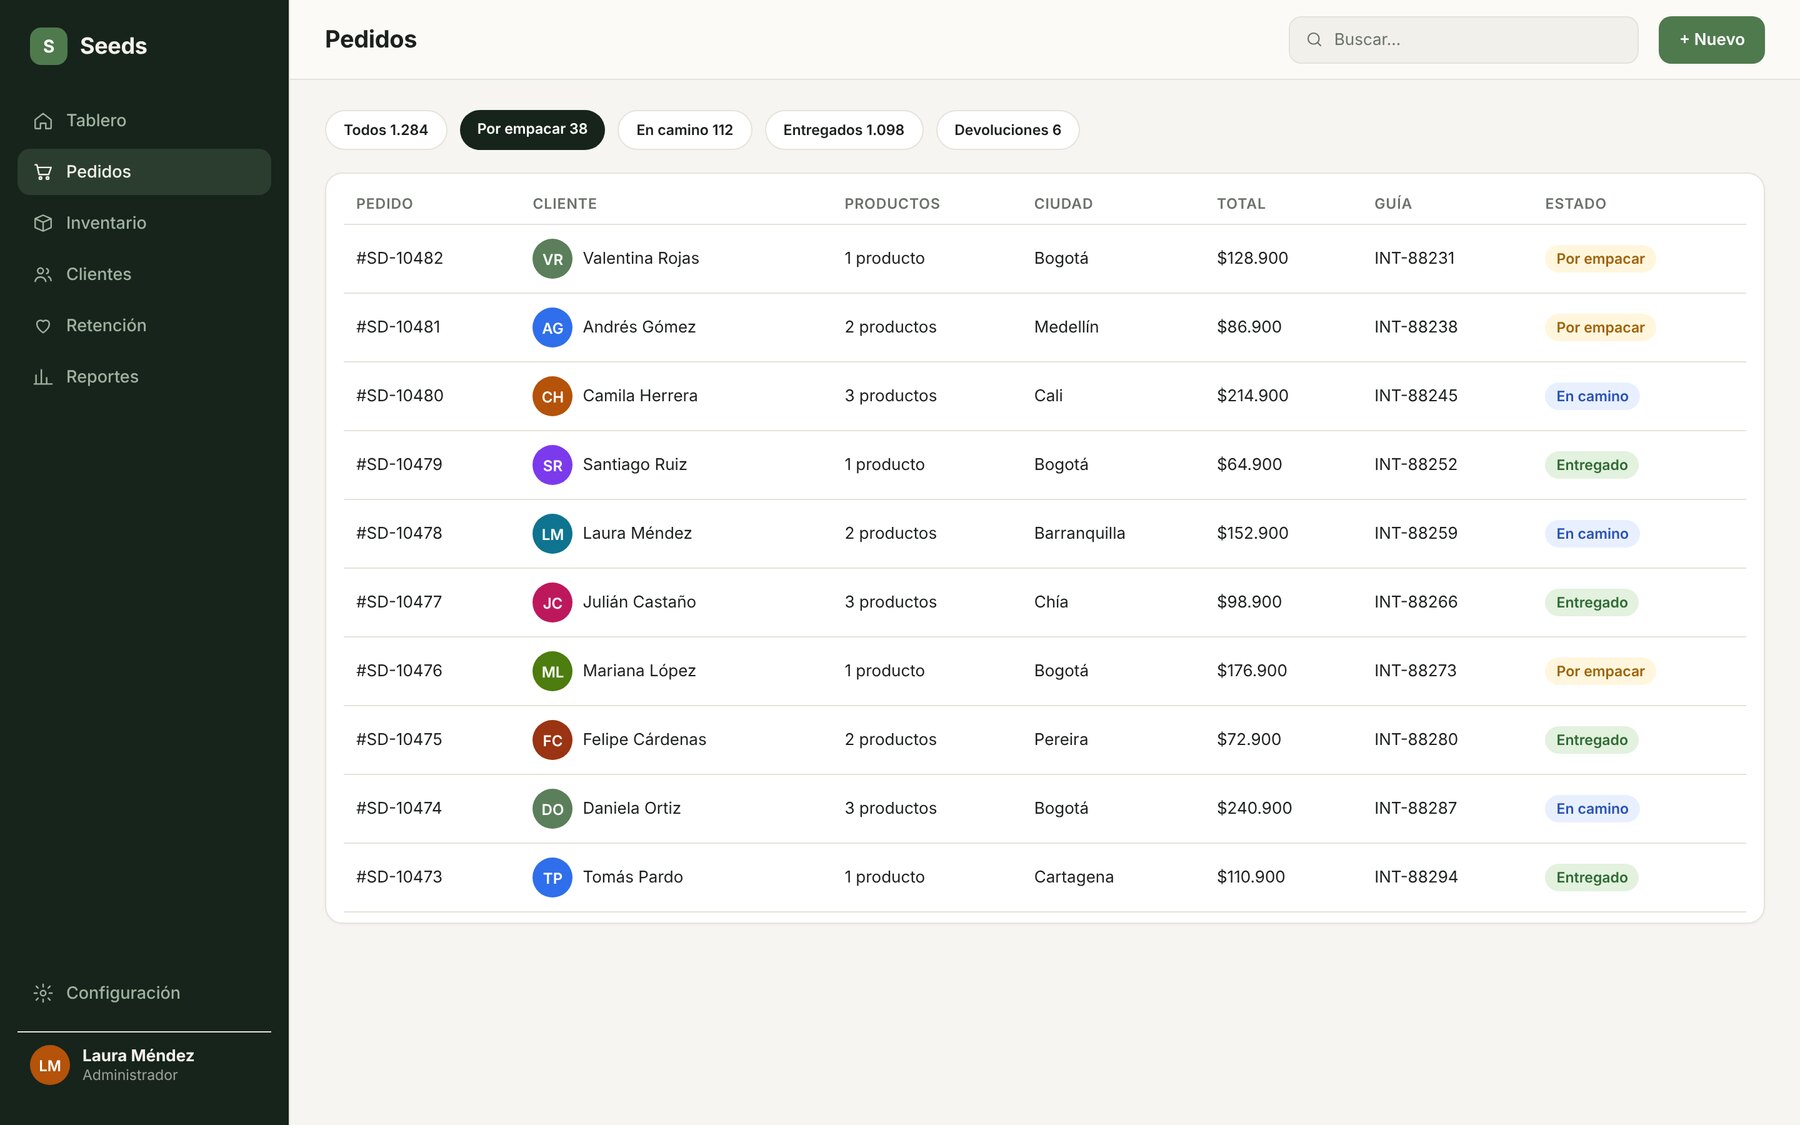 S Seeds
Tablero
Pedidos
Inventario
Clientes
Retención
Reportes
Configuración
LM Laura Méndez
Administrador
Pedidos
Buscar...
+ Nuevo
Todos 1.284 Por empacar 38 En camino 112 Entregados 1.098 Devoluciones 6
PEDIDO CLIENTE PRODUCTOS CIUDAD TOTAL GUÍA ESTADO
#SD-10482 VR Valentina Rojas 1 producto Bogotá $128.900 INT-88231 Por empacar
#SD-10481 AG Andrés Gómez 2 productos Medellín $86.900 INT-88238 Por empacar
#SD-10480 CH Camila Herrera 3 productos Cali $214.900 INT-88245 En camino
#SD-10479 SR Santiago Ruiz 1 producto Bogotá $64.900 INT-88252 Entregado
#SD-10478 LM Laura Méndez 2 productos Barranquilla $152.900 INT-88259 En camino
#SD-10477 JC Julián Castaño 3 productos Chía $98.900 INT-88266 Entregado
#SD-10476 ML Mariana López 1 producto Bogotá $176.900 INT-88273 Por empacar
#SD-10475 FC Felipe Cárdenas 2 productos Pereira $72.900 INT-88280 Entregado
#SD-10474 DO Daniela Ortiz 3 productos Bogotá $240.900 INT-88287 En camino
#SD-10473 TP Tomás Pardo 1 producto Cartagena $110.900 INT-88294 Entregado